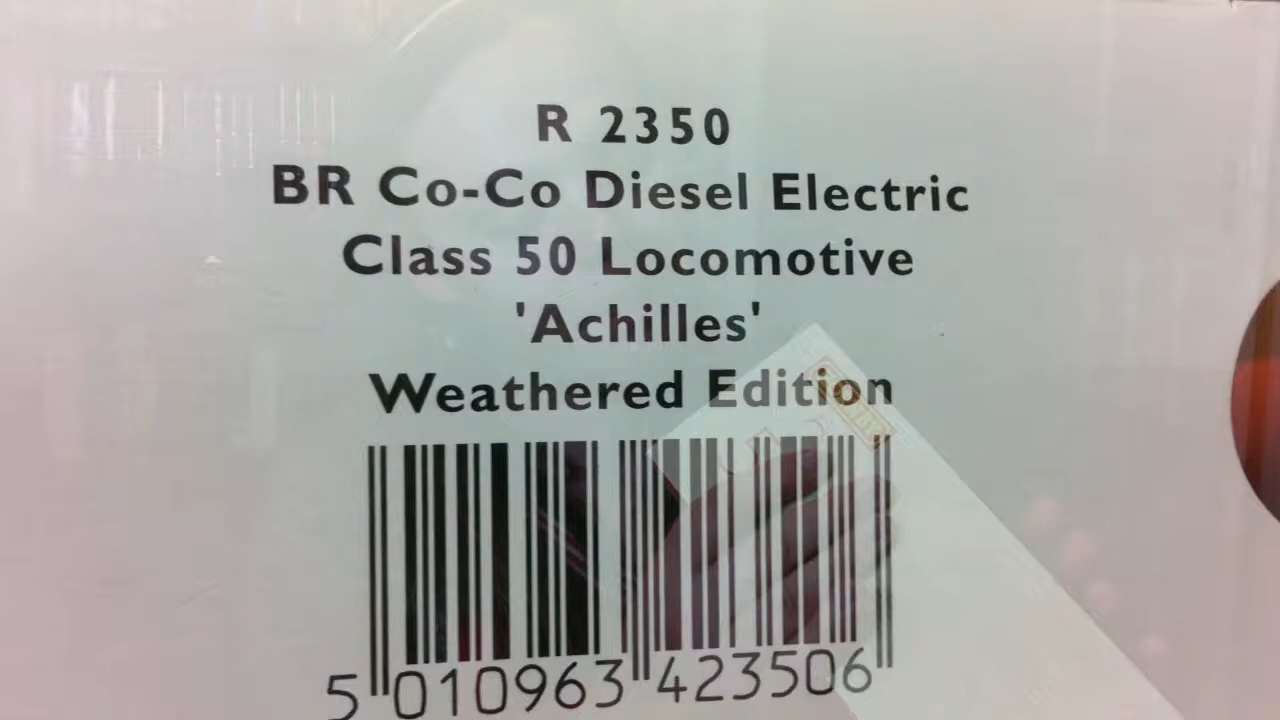 R 2350
BR Co-Co Diesel Electric
Class 50 Locomotive
'Achilles'
Weathered Edition
5 010963 423506